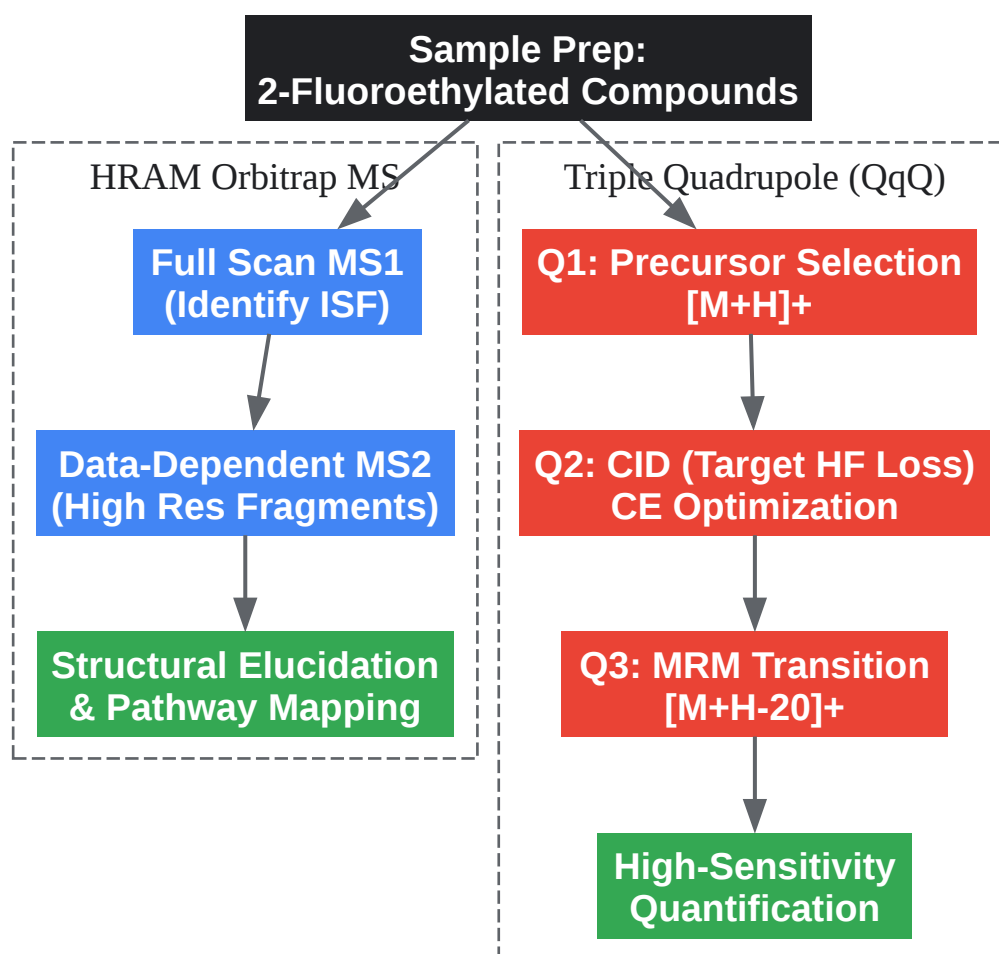 Sample Prep:
2-Fluoroethylated Compounds
HRAM Orbitrap MS
Full Scan MS1
(Identify ISF)
Data-Dependent MS2
(High Res Fragments)
Structural Elucidation
& Pathway Mapping
Triple Quadrupole (QqQ)
Q1: Precursor Selection
[M+H]+
Q2: CID (Target HF Loss)
CE Optimization
Q3: MRM Transition
[M+H-20]+
High-Sensitivity
Quantification